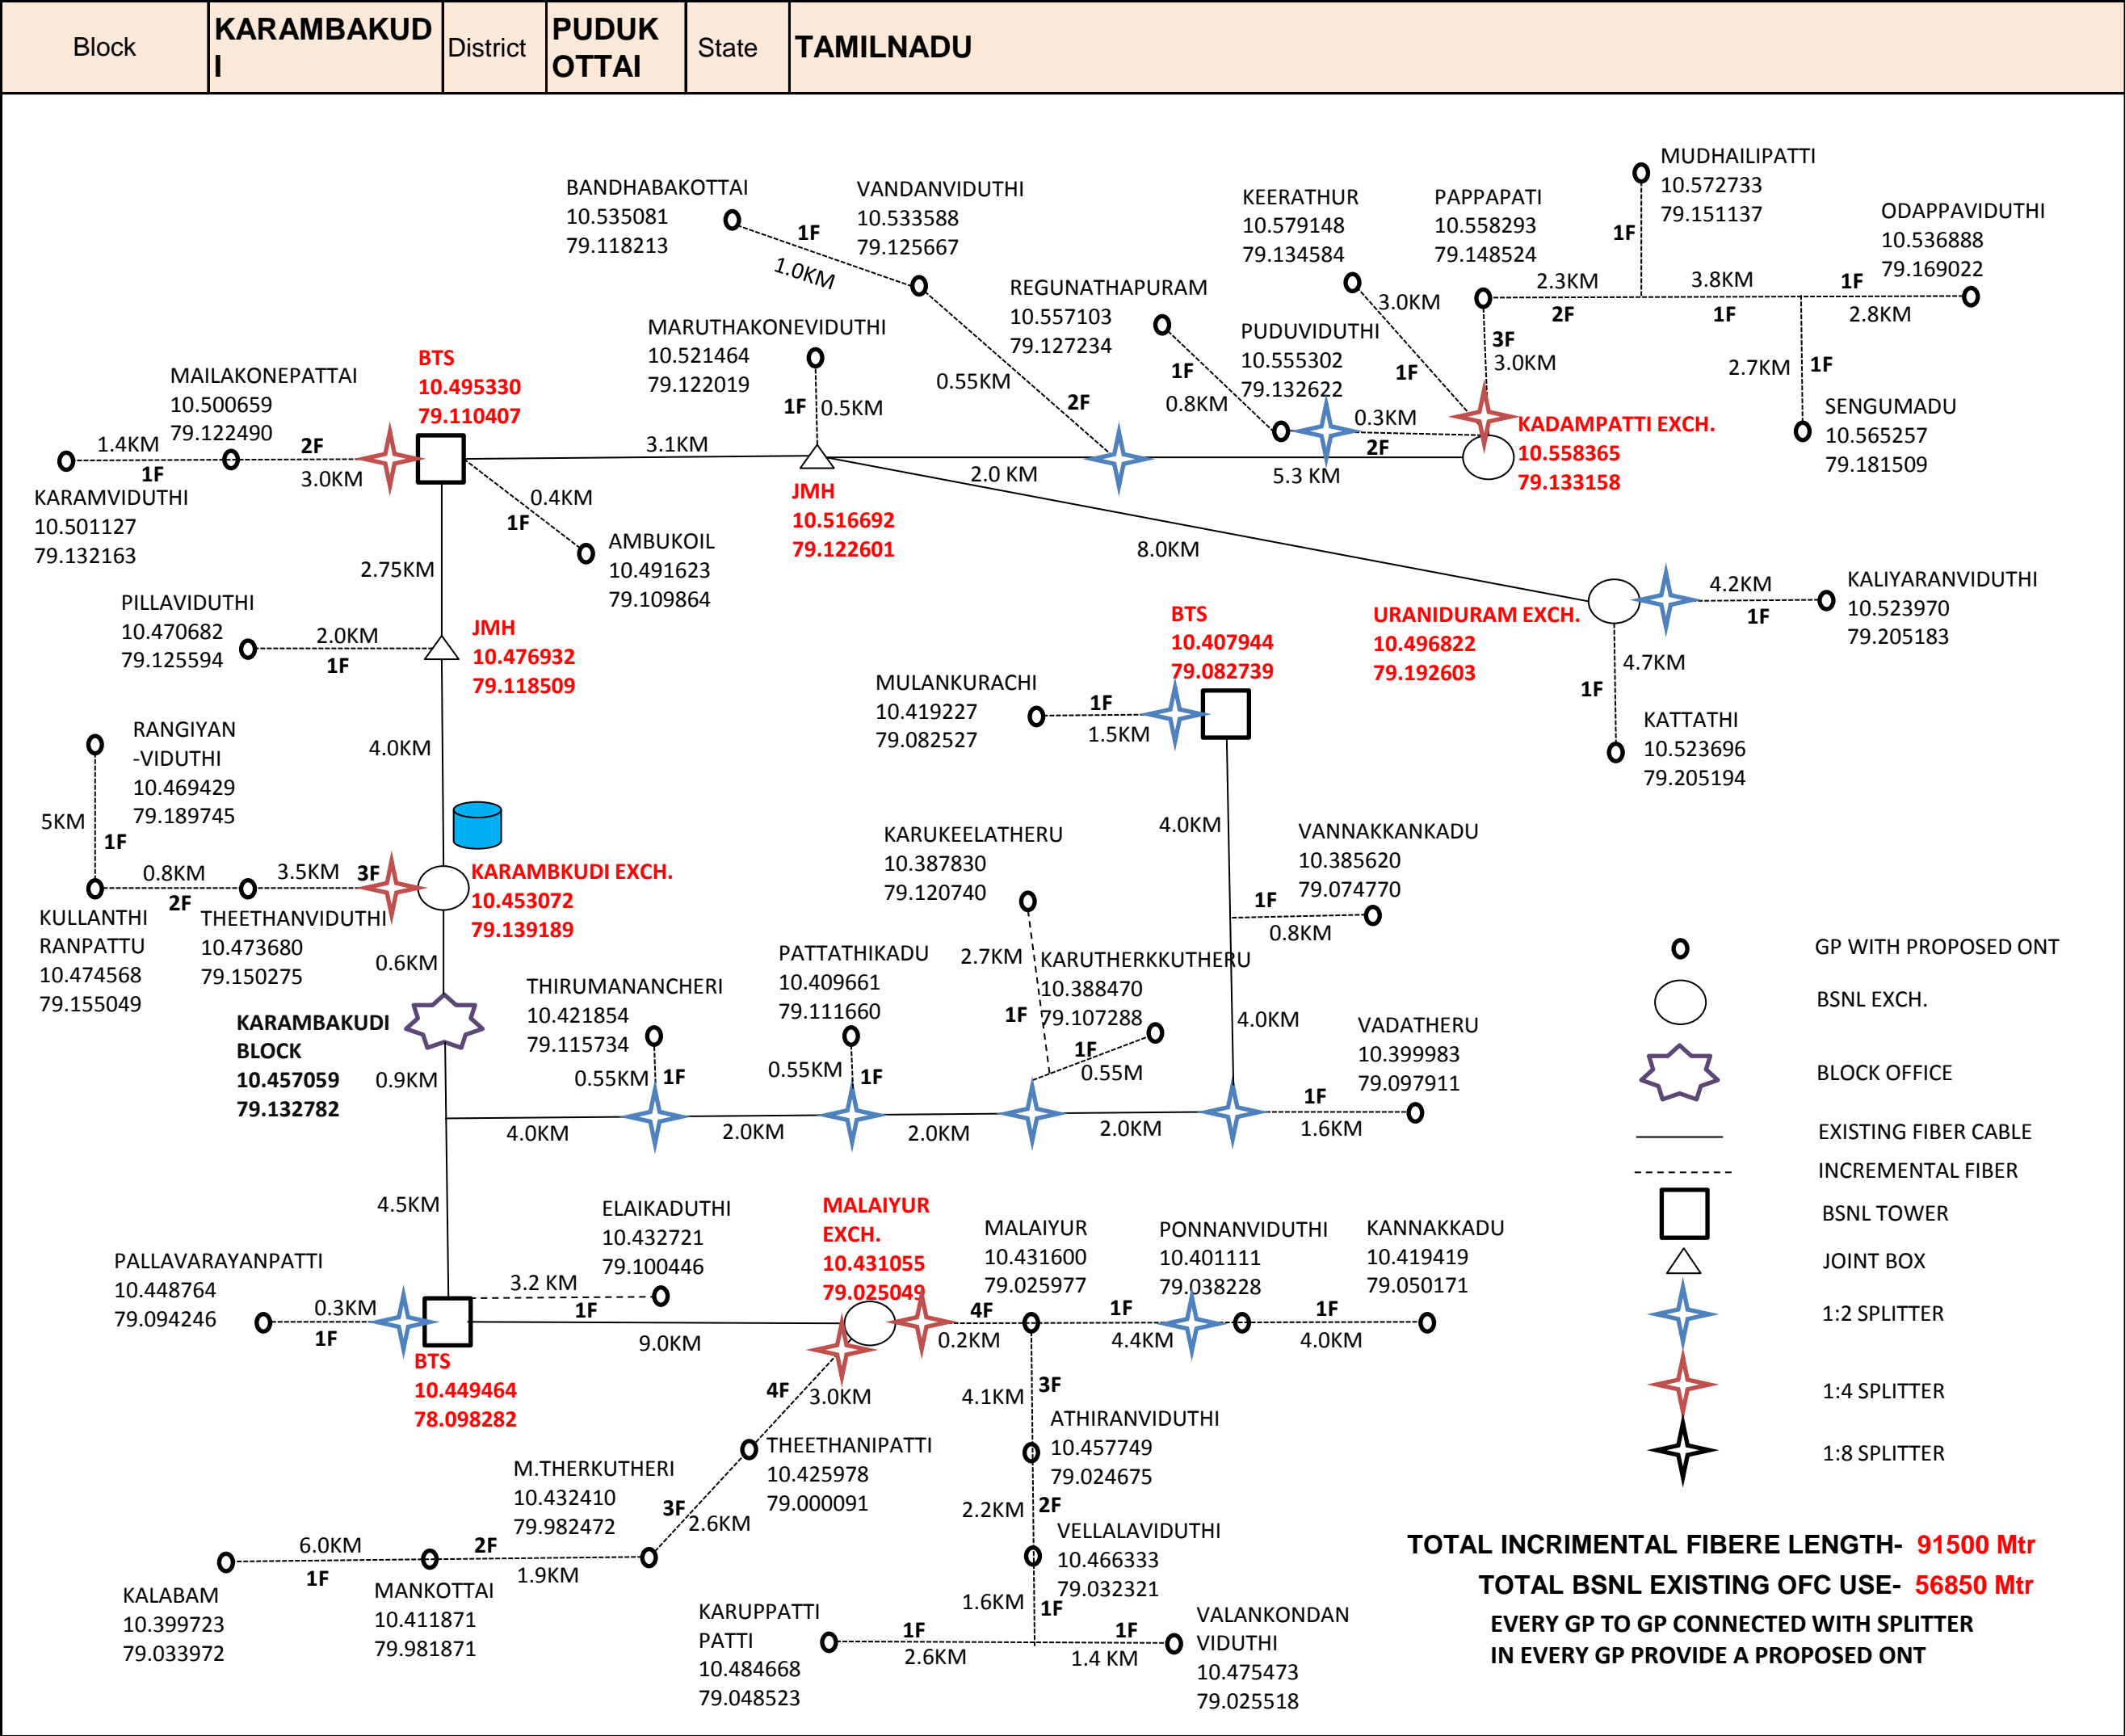 Block
KARAMBAKUD
I
District
PUDUK
OTTAI
State
TAMILNADU
BANDHABAKOTTAI
10.535081
79.118213
1F
1.0KM
VANDANVIDUTHI
10.533588
79.125667
0.55KM
2F
REGUNATHAPURAM
10.557103
79.127234
1F
0.8KM
KEERATHUR
10.579148
79.134584
3.0KM
1F
PUDUVIDUTHI
10.555302
79.132622
0.3KM
2F
PAPPAPATI
10.558293
79.148524
3F
3.0KM
2.3KM
2F
MUDHAILIPATTI
10.572733
79.151137
1F
3.8KM
1F
ODAPPAVIDUTHI
10.536888
79.169022
1F
2.8KM
2.7KM
1F
SENGUMADU
10.565257
79.181509
KADAMPATTI EXCH.
10.558365
79.133158
MARUTHAKONEVIDUTHI
10.521464
79.122019
1F
0.5KM
BTS
10.495330
79.110407
MAILAKONEPATTAI
10.500659
79.122490
1.4KM
1F
2F
3.0KM
KARAMVIDUTHI
10.501127
79.132163
3.1KM
2.0 KM
5.3 KM
JMH
10.516692
79.122601
0.4KM
1F
AMBUKOIL
10.491623
79.109864
8.0KM
2.75KM
URANIDURAM EXCH.
10.496822
79.192603
4.2KM
1F
KALIYARANVIDUTHI
10.523970
79.205183
4.7KM
1F
KATTATHI
10.523696
79.205194
PILLAVIDUTHI
10.470682
79.125594
2.0KM
1F
JMH
10.476932
79.118509
4.0KM
BTS
10.407944
79.082739
MULANKURACHI
10.419227
79.082527
1F
1.5KM
4.0KM
RANGIYAN
-VIDUTHI
10.469429
79.189745
5KM
1F
0.8KM
2F
3.5KM
3F
KULLANTHI
RANPATTU
10.474568
79.155049
THEETHANVIDUTHI
10.473680
79.150275
KARAMBKUDI EXCH.
10.453072
79.139189
0.6KM
KARAMBAKUDI
BLOCK
10.457059
79.132782
0.9KM
VANNAKKANKADU
10.385620
79.074770
1F
0.8KM
KARUKEELATHERU
10.387830
79.120740
2.7KM
1F
KARUTHERKKUTHERU
10.388470
79.107288
1F
0.55M
4.0KM
VADATHERU
10.399983
79.097911
1F
1.6KM
THIRUMANANCHERI
10.421854
79.115734
0.55KM
1F
PATTATHIKADU
10.409661
79.111660
0.55KM
1F
4.0KM
2.0KM
2.0KM
2.0KM
GP WITH PROPOSED ONT
BSNL EXCH.
BLOCK OFFICE
EXISTING FIBER CABLE
INCREMENTAL FIBER
BSNL TOWER
JOINT BOX
1:2 SPLITTER
1:4 SPLITTER
1:8 SPLITTER
4.5KM
PALLAVARAYANPATTI
10.448764
79.094246
0.3KM
1F
BTS
10.449464
78.098282
ELAIKADUTHI
10.432721
79.100446
3.2 KM
1F
9.0KM
MALAIYUR
EXCH.
10.431055
79.025049
4F
0.2KM
MALAIYUR
10.431600
79.025977
1F
4.4KM
PONNANVIDUTHI
10.401111
79.038228
1F
4.0KM
KANNAKKADU
10.419419
79.050171
4F
3.0KM
THEETHANIPATTI
10.425978
79.000091
3F
2.6KM
M.THERKUTHERI
10.432410
79.982472
2F
1.9KM
MANKOTTAI
10.411871
79.981871
6.0KM
1F
KALABAM
10.399723
79.033972
4.1KM
3F
ATHIRANVIDUTHI
10.457749
79.024675
2.2KM
2F
VELLALAVIDUTHI
10.466333
79.032321
1.6KM
1F
KARUPPATTI
PATTI
10.484668
79.048523
1F
2.6KM
1F
1.4 KM
VALANKONDAN
VIDUTHI
10.475473
79.025518
TOTAL INCRIMENTAL FIBERE LENGTH- 91500 Mtr
TOTAL BSNL EXISTING OFC USE- 56850 Mtr
EVERY GP TO GP CONNECTED WITH SPLITTER
IN EVERY GP PROVIDE A PROPOSED ONT